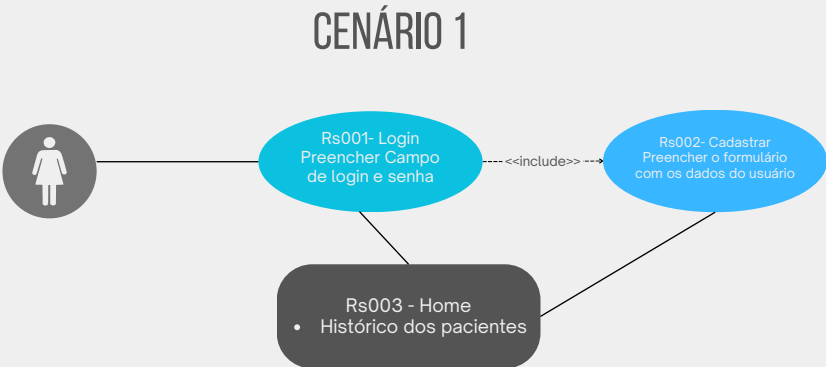 CENÁRIO 1
Rs001- Login
Preencher Campo
de login e senha
<<include>>
Rs002- Cadastrar
Preencher o formulário
com os dados do usuário
Rs003 - Home
• Histórico dos pacientes